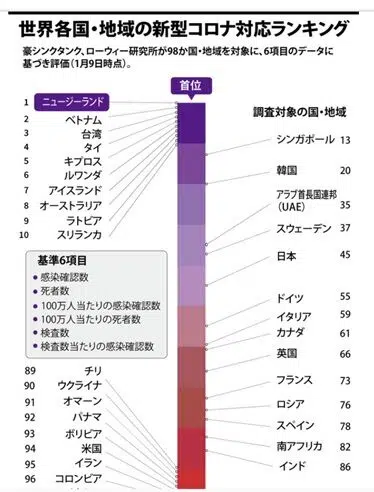 世界各国・地域の新型コロナ対応ランキング
豪シンクタンク、ローウィー研究所が98か国・地域を対象に、6項目のデータに
基づき評価(1月9日時点)。
首位
1 ニュージーランド
2 ベトナム
3 台湾
4 タイ
5 キプロス
6 ルワンダ
7 アイスランド
8 オーストラリア
9 ラトビア
10 スリランカ
基準6項目
●感染確認数
●死者数
●100万人当たりの感染確認数
●100万人当たりの死者数
●検査数
●検査数当たりの感染確認数
89 チリ
90 ウクライナ
91 オマーン
92 パナマ
93 ボリビア
94 米国
95 イラン
96 コロンビア
調査対象の国・地域
シンガポール 13
韓国 20
アラブ首長国連邦
(UAE) 35
スウェーデン 37
日本 45
ドイツ 55
イタリア 59
カナダ 61
英国 66
フランス 73
ロシア 76
スペイン 78
南アフリカ 82
インド 86